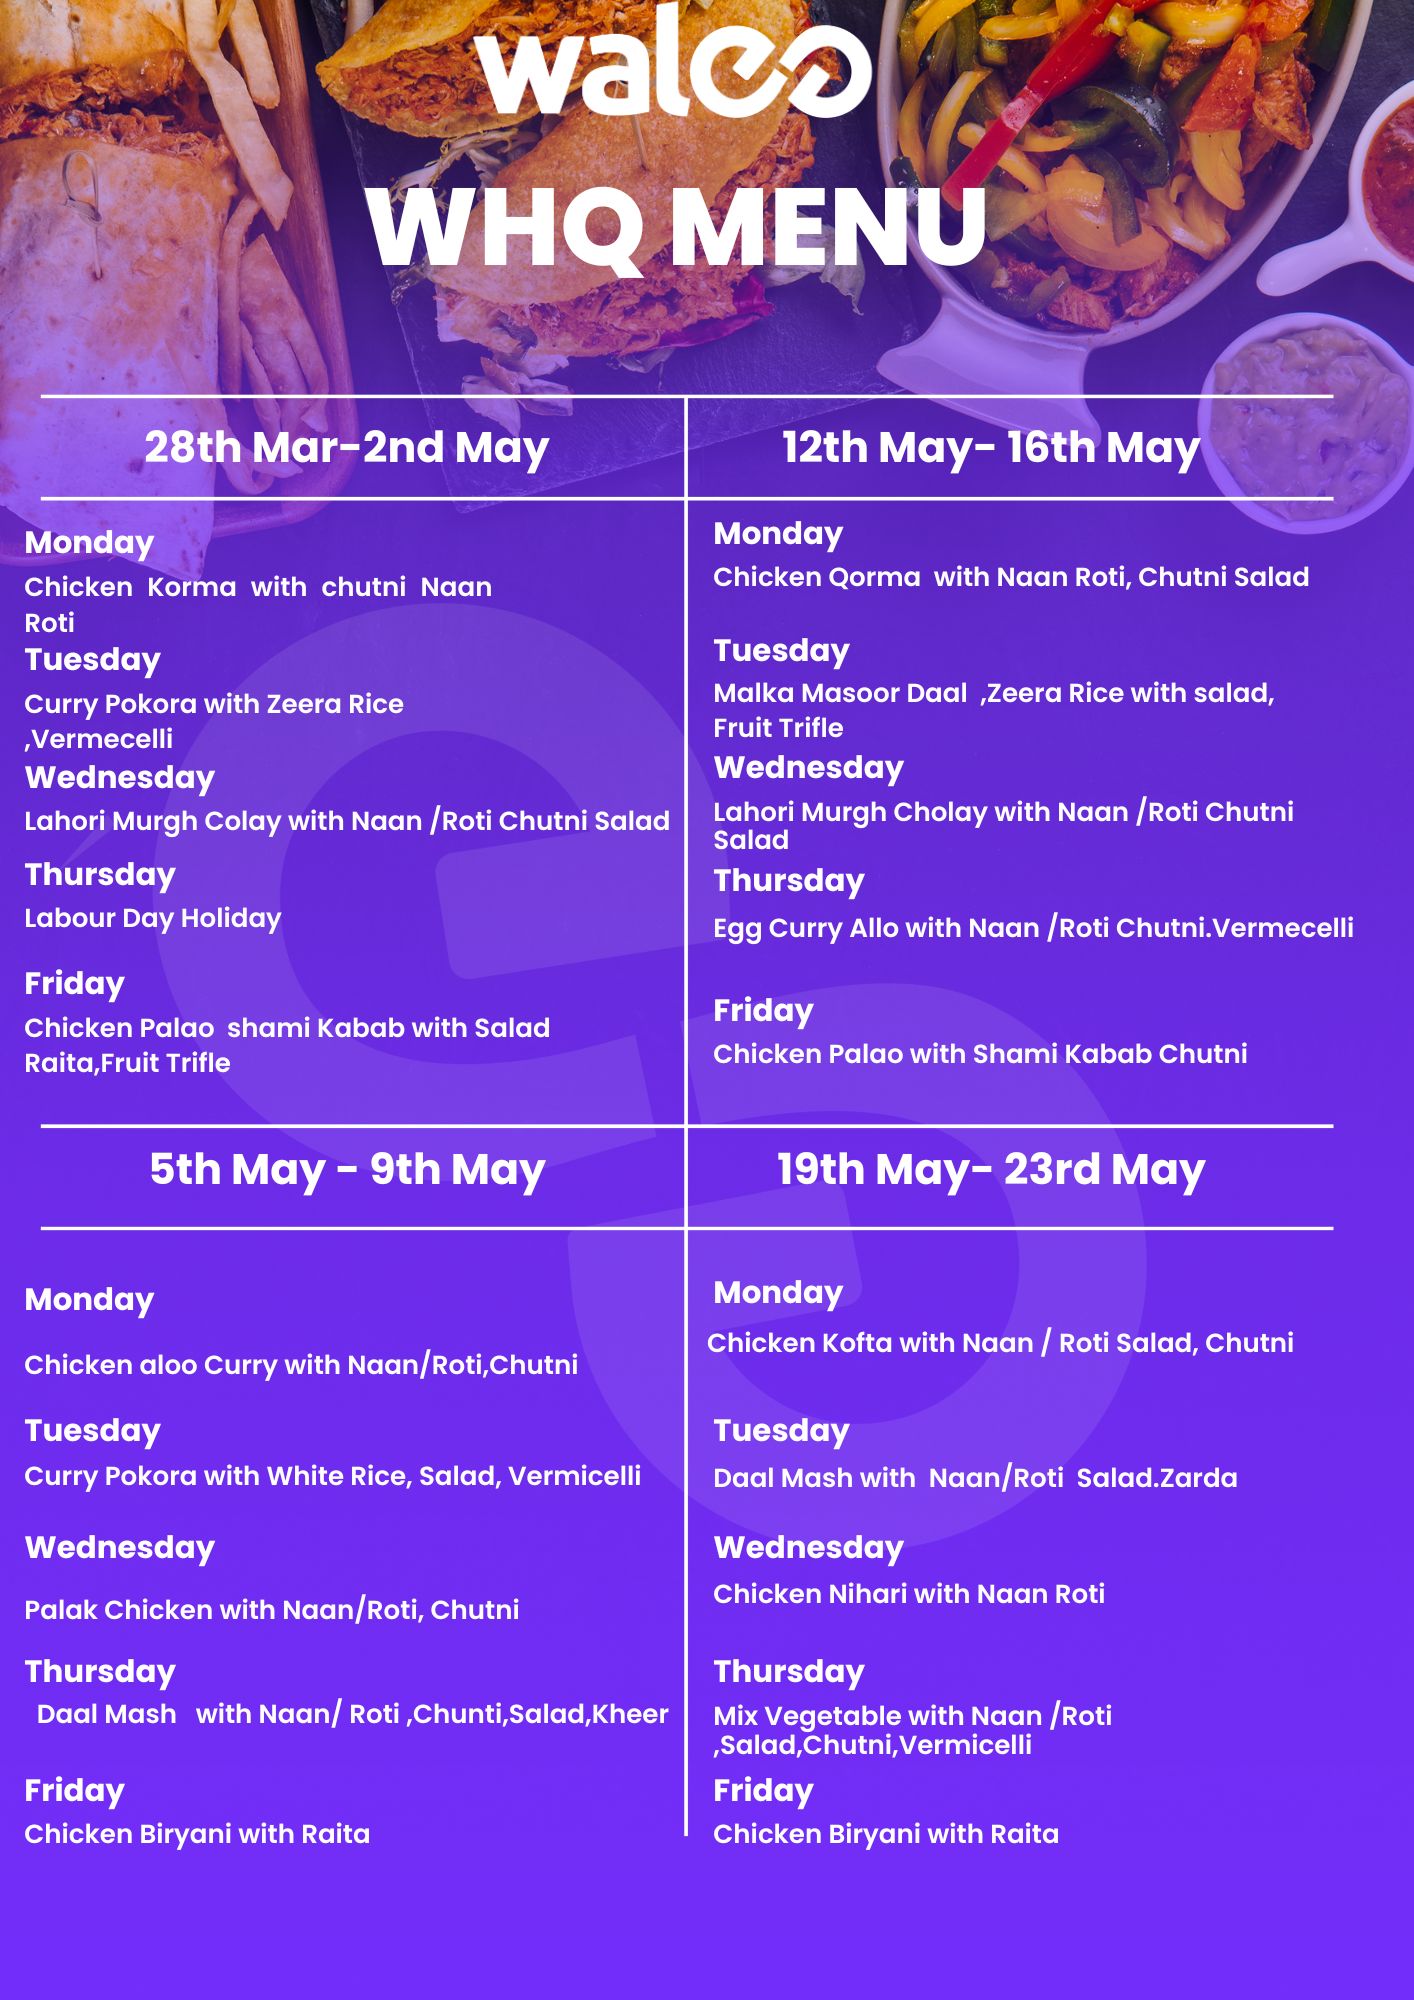 waleo
WHQ MENU
28th Mar-2nd May
Monday
Chicken Korma with chutni Naan
Roti
Tuesday
Curry Pokora with Zeera Rice
,Vermecelli
Wednesday
Lahori Murgh Colay with Naan /Roti Chutni Salad
Thursday
Labour Day Holiday
Friday
Chicken Palao shami Kabab with Salad
Raita,Fruit Trifle
12th May- 16th May
Monday
Chicken Qorma with Naan Roti, Chutni Salad
Tuesday
Malka Masoor Daal ,Zeera Rice with salad,
Fruit Trifle
Wednesday
Lahori Murgh Cholay with Naan /Roti Chutni
Salad
Thursday
Egg Curry Allo with Naan /Roti Chutni.Vermecelli
Friday
Chicken Palao with Shami Kabab Chutni
5th May - 9th May
Monday
Chicken aloo Curry with Naan/Roti,Chutni
Tuesday
Curry Pokora with White Rice, Salad, Vermicelli
Wednesday
Palak Chicken with Naan/Roti, Chutni
Thursday
Daal Mash with Naan/ Roti ,Chunti,Salad,Kheer
Friday
Chicken Biryani with Raita
19th May- 23rd May
Monday
Chicken Kofta with Naan / Roti Salad, Chutni
Tuesday
Daal Mash with Naan/Roti Salad.Zarda
Wednesday
Chicken Nihari with Naan Roti
Thursday
Mix Vegetable with Naan /Roti
,Salad,Chutni,Vermicelli
Friday
Chicken Biryani with Raita